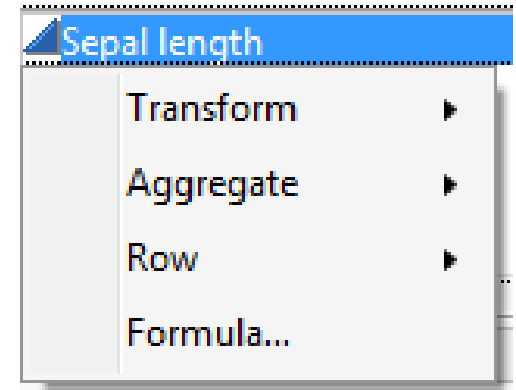 Sepal length
Transform
Aggregate
Row
Formula...